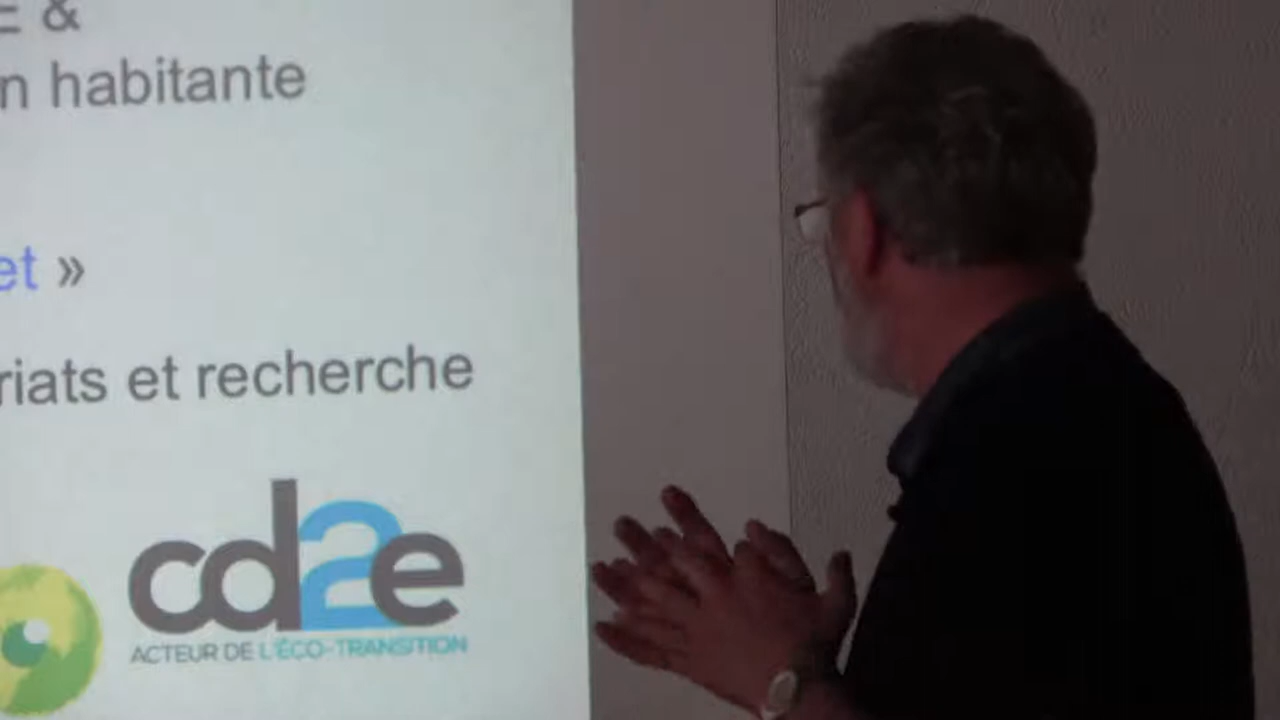 E &
n habitante
et »
riats et recherche
cd2e
ACTEUR DE L'ÉCO-TRANSITION